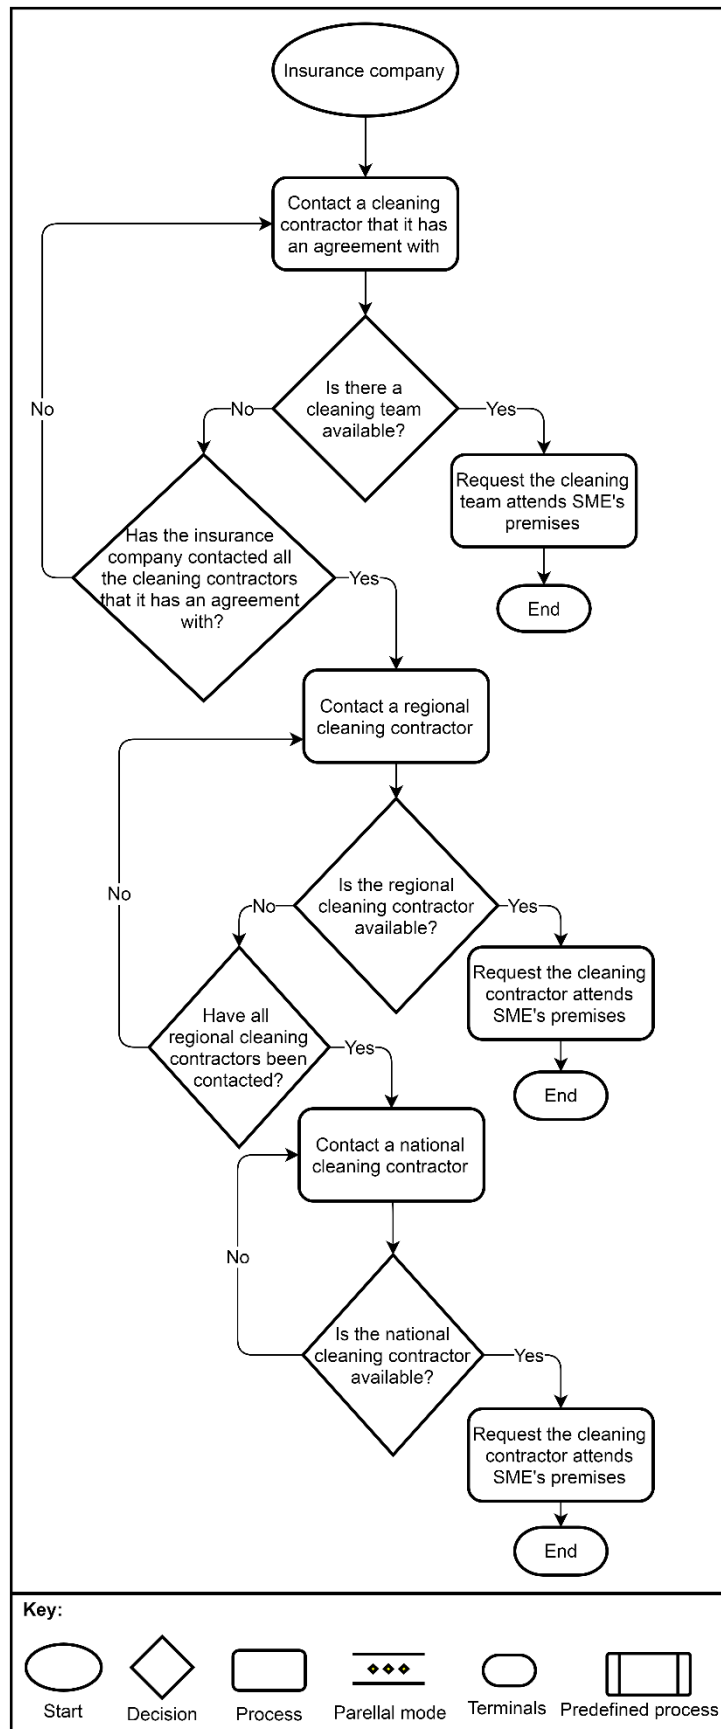 Insurance company
Contact a cleaning
contractor that it has
an agreement with
Is there a
cleaning team
available?
No
No
Yes
Request the cleaning
team attends SME's
premises
Has the insurance
company contacted all
the cleaning contractors
that it has an agreement
with?
Yes
End
Contact a regional
cleaning contractor
Is the regional
cleaning contractor
available?
No
No
Yes
Request the cleaning
contractor attends
SME's premises
Have all
regional cleaning
contractors been
contacted?
Yes
End
Contact a national
cleaning contractor
No
Is the national
cleaning contractor
available?
Yes
Request the cleaning
contractor attends
SME's premises
End
Key:
Start
Decision
Process
Parellal mode
Terminals
Predefined process